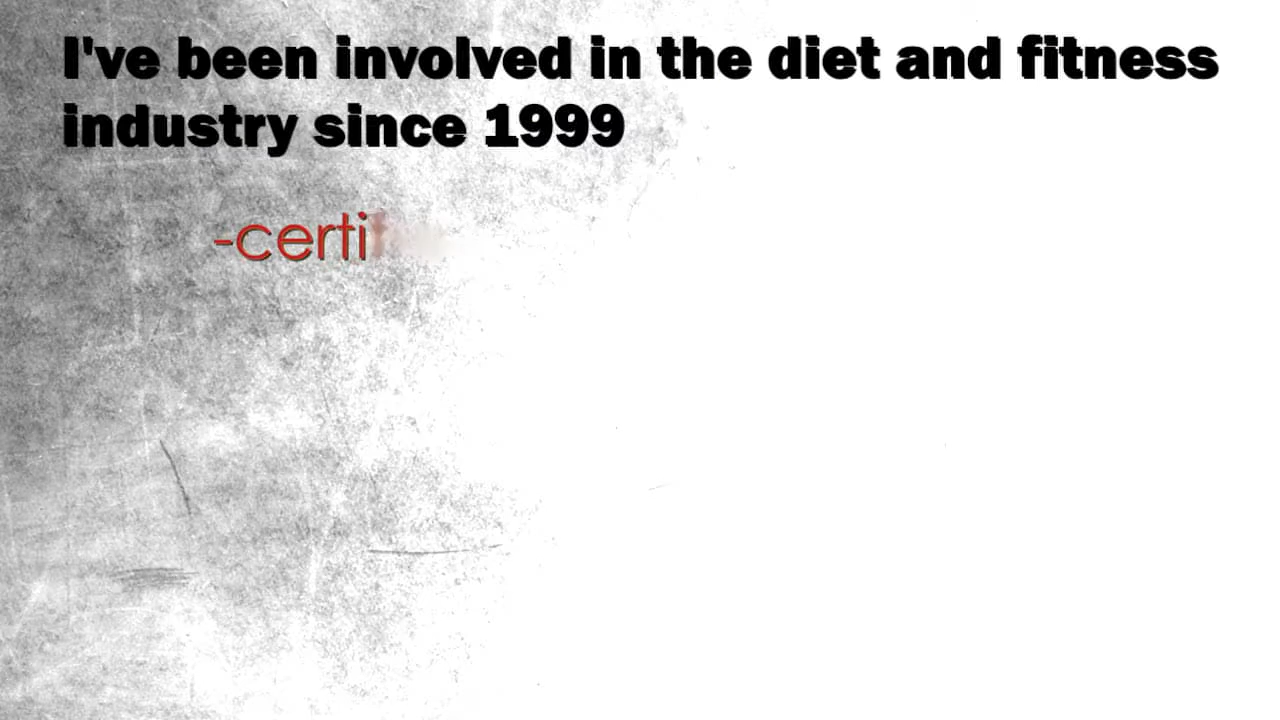 I've been involved in the diet and fitness
industry since 1999
-certi